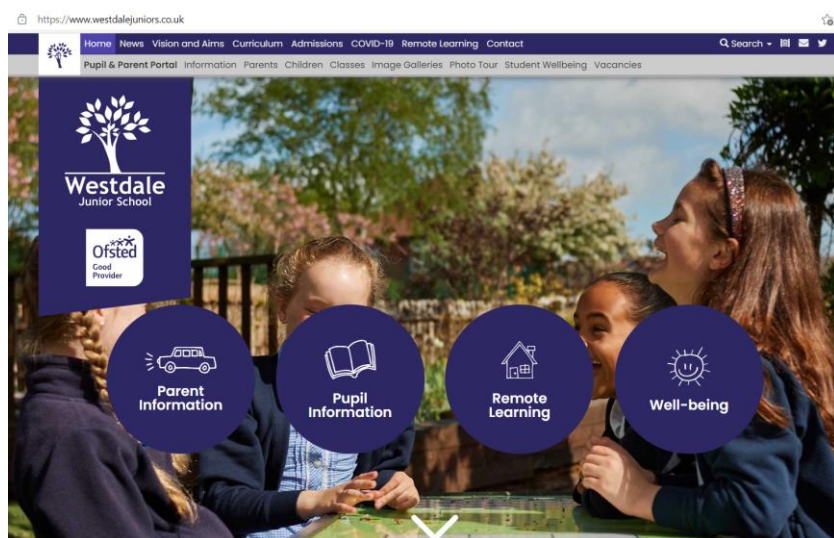 https://www.westdalejuniors.co.uk
Home News Vision and Aims Curriculum Admissions COVID-19 Remote Learning Contact Search
Pupil & Parent Portal Information Parents Children Classes Image Galleries Photo Tour Student Wellbeing Vacancies
Westdale
Junior School
Ofsted
Good
Provider
Parent
Information
Pupil
Information
Remote
Learning
Well-being